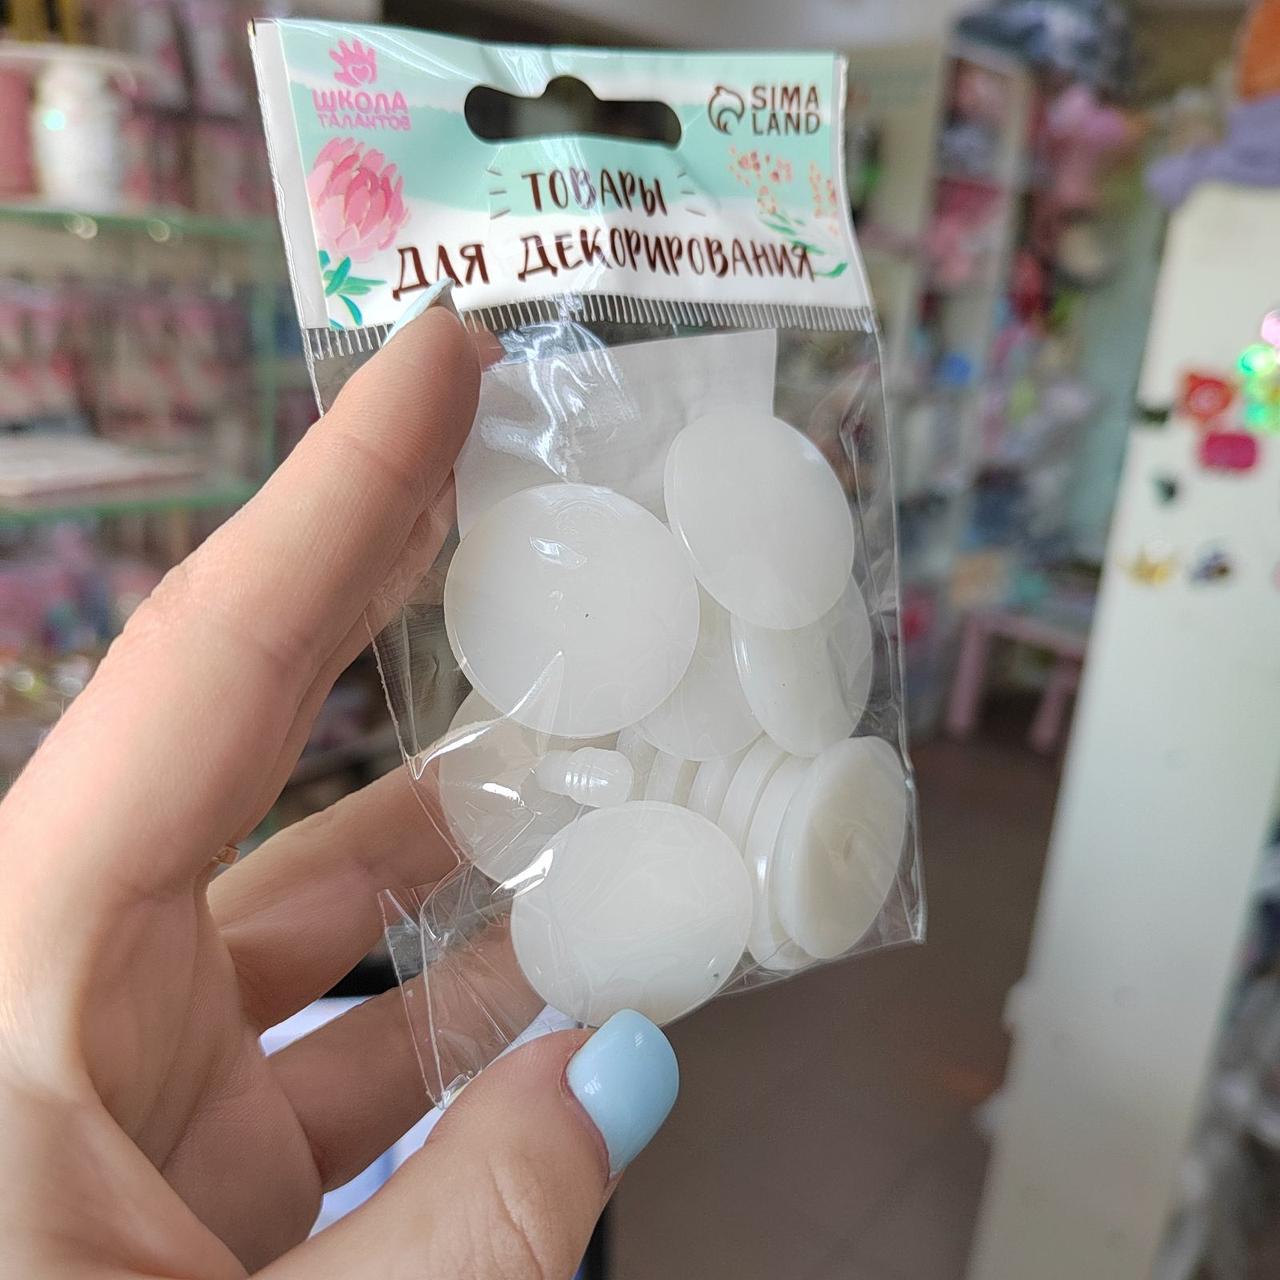 ШКОЛА
ТАЛАНТОВ
SIMA
LAND
ТОВАРЫ
ДЛЯ ДЕКОРИРОВАНИЯ